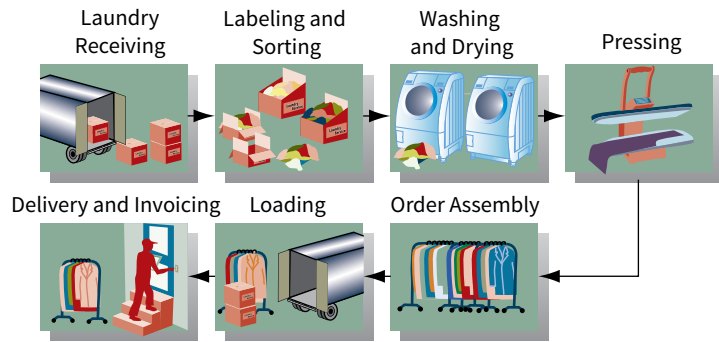 Laundry
Receiving
Labeling and
Sorting
Washing
and Drying
Pressing
Delivery and Invoicing
Loading
Order Assembly